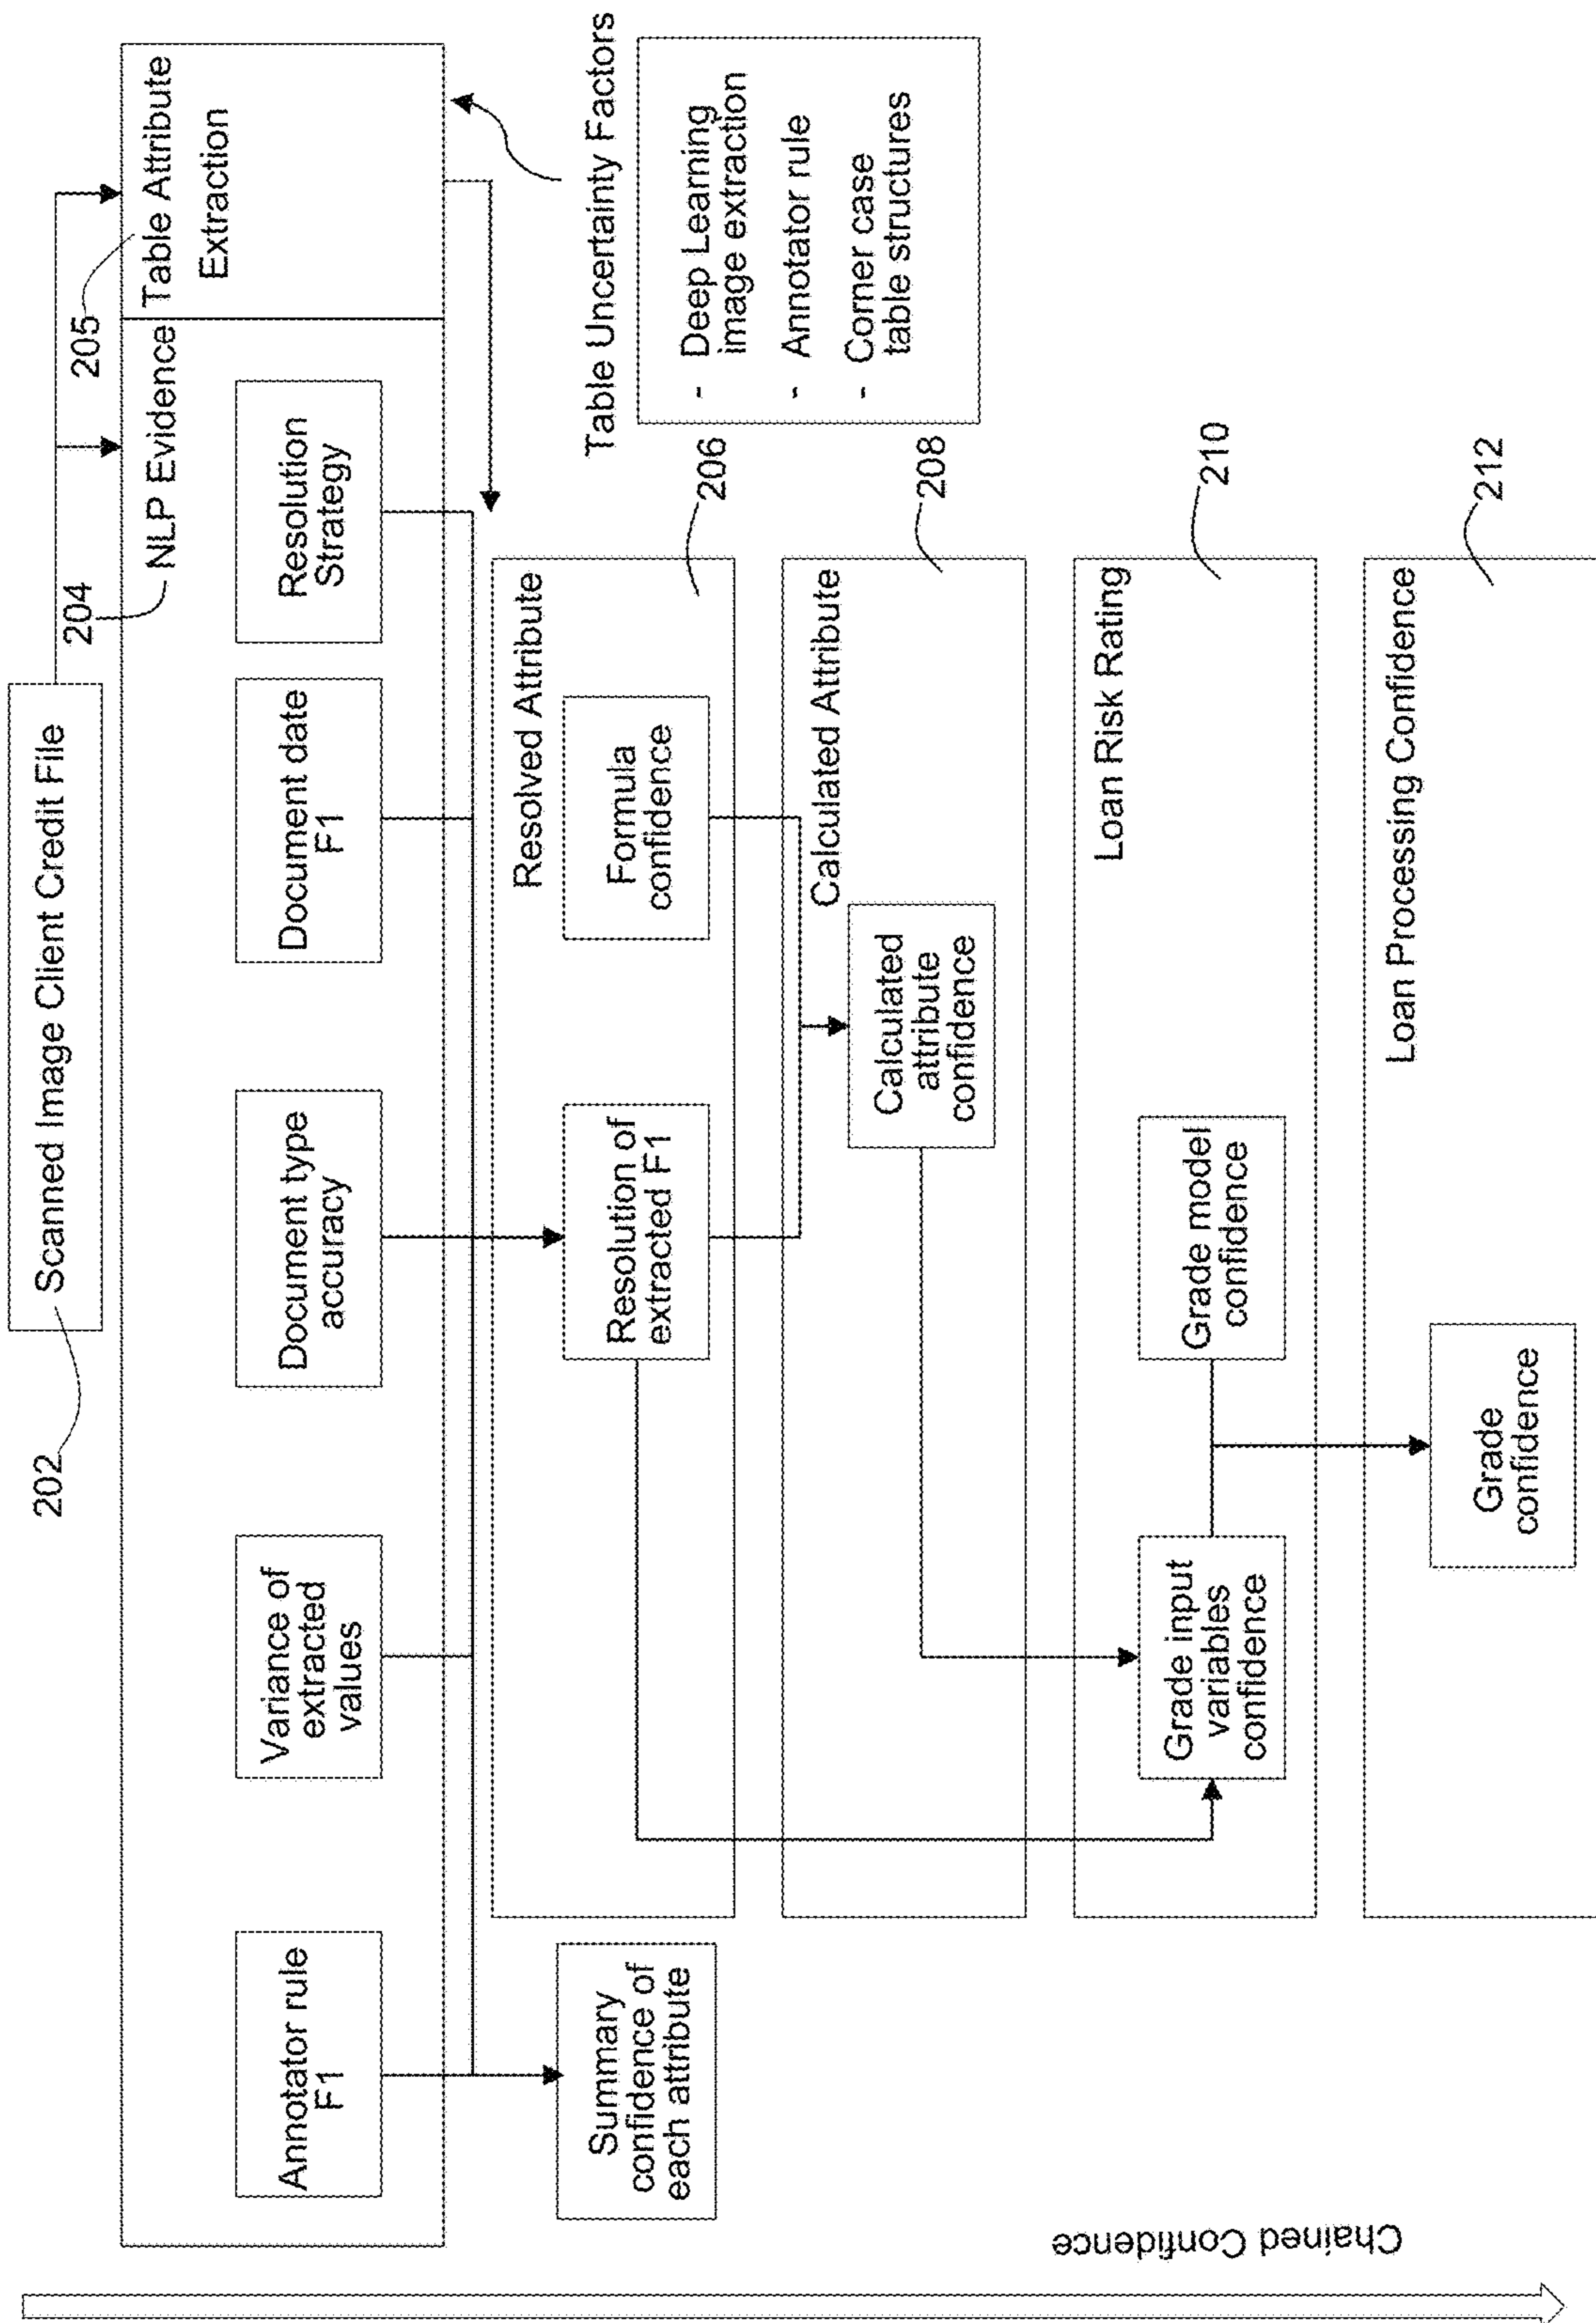 202
Scanned Image Client Credit File
204
NLP Evidence
205
Table Attribute
Extraction
Annotator rule
F1
Variance of
extracted
values
Document type
accuracy
Document date
F1
Resolution
Strategy
Table Uncertainty Factors
- Deep Learning
image extraction
- Annotator rule
- Corner case
table structures
Summary
confidence of
each attribute
Resolved Attribute
206
Resolution of
extracted F1
Formula
confidence
Calculated Attribute
208
Calculated
attribute
confidence
Loan Risk Rating
210
Grade input
variables
confidence
Grade model
confidence
Loan Processing Confidence
212
Grade
confidence
Chained Confidence